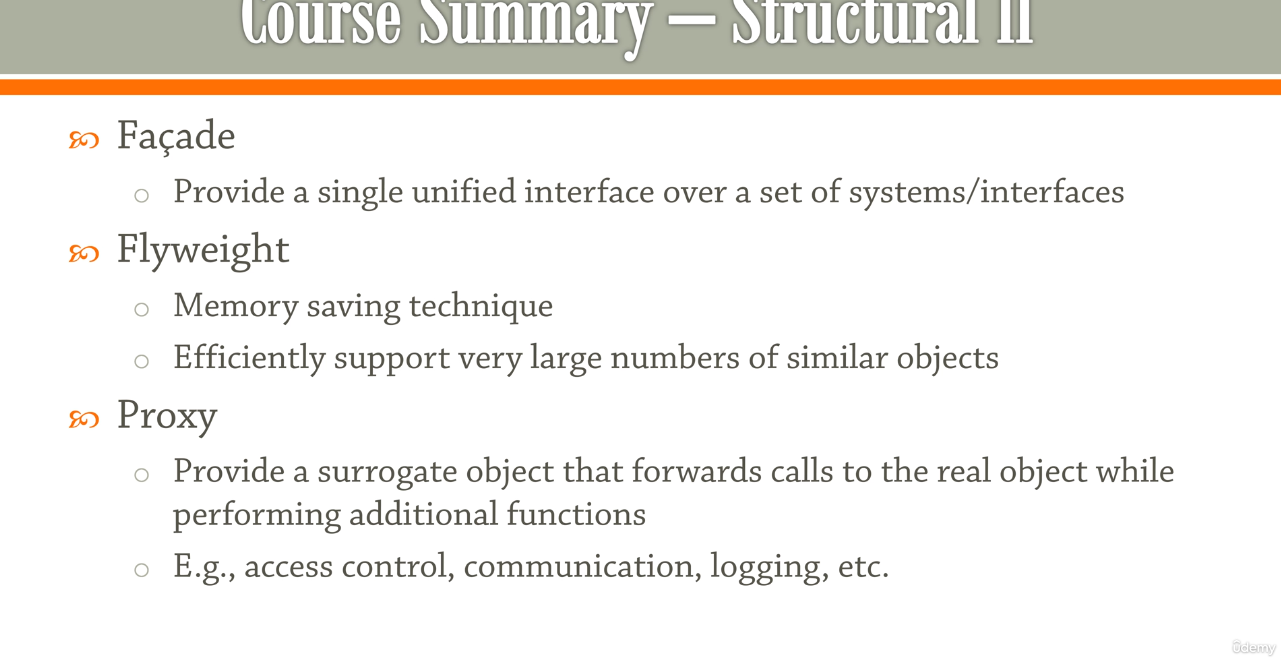 Course Summary — Structural II
Façade
Provide a single unified interface over a set of systems/interfaces
Flyweight
Memory saving technique
Efficiently support very large numbers of similar objects
Proxy
Provide a surrogate object that forwards calls to the real object while
performing additional functions
E.g., access control, communication, logging, etc.
ûdemy